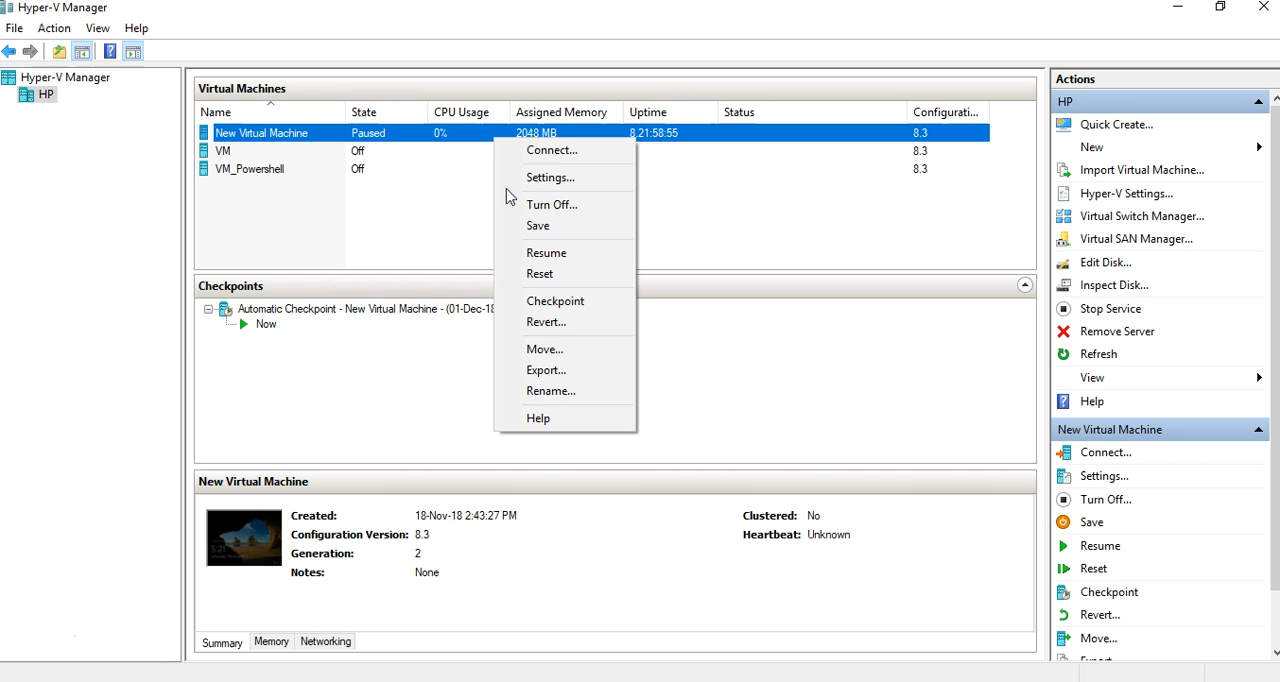 Hyper-V Manager
File Action View Help
Hyper-V Manager
HP
Virtual Machines
Name State CPU Usage Assigned Memory Uptime Status Configurati...
New Virtual Machine Paused 0% 2048 MB 8.21:58:55 8.3
VM Off 8.3
VM_Powershell Off 8.3
Connect...
Settings...
Turn Off...
Save
Resume
Reset
Checkpoint
Revert...
Move...
Export...
Rename...
Help
Checkpoints
Automatic Checkpoint - New Virtual Machine - (01-Dec-18
Now
New Virtual Machine
Created: 18-Nov-18 2:43:27 PM
Configuration Version: 8.3
Generation: 2
Notes: None
Clustered: No
Heartbeat: Unknown
5:21
Summary Memory Networking
Actions
HP
Quick Create...
New
Import Virtual Machine...
Hyper-V Settings...
Virtual Switch Manager...
Virtual SAN Manager...
Edit Disk...
Inspect Disk...
Stop Service
Remove Server
Refresh
View
Help
New Virtual Machine
Connect...
Settings...
Turn Off...
Save
Resume
Reset
Checkpoint
Revert...
Move...
Export...